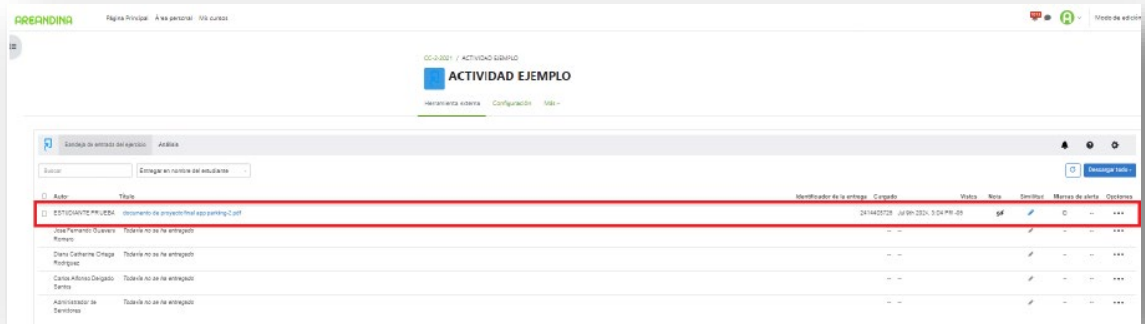 AREANDINA
Página Principal Área personal Mis cursos
Modo de edición
CC-2-2021 / ACTIVIDAD EJEMPLO
ACTIVIDAD EJEMPLO
Herramienta externa Configuración Más
Bandeja de entrada del ejercicio Análisis
Buscar Entregar en nombre del estudiante Descargar todo
Autor Título Identificador de la entrega Cargado Vistos Nota Similitud Marcas de alerta Opciones
ESTUDIANTE PRUEBA documento de proyecto final app parking-2.pdf 2414403728 Jul 9th 2024, 3:04 PM -05
Jose Fernando Guevara Todavía no se ha entregado -- --
Romero
Diana Catherine Ortega Todavía no se ha entregado -- --
Rodriguez
Carlos Alfonso Delgado Todavía no se ha entregado -- --
Santos
Administrador de Todavía no se ha entregado -- --
Servidores